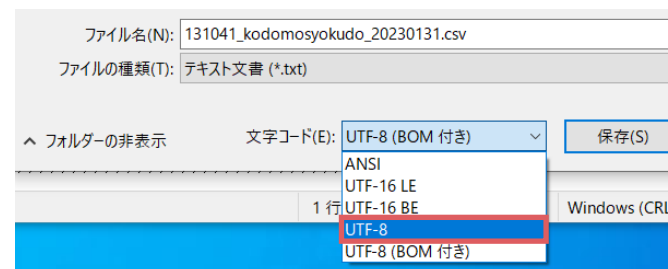 ファイル名(N): 131041_kodomosyokudo_20230131.csv
ファイルの種類(T): テキスト文書 (*.txt)
フォルダーの非表示 文字コード(E): UTF-8 (BOM 付き) 保存(S)
ANSI
UTF-16 LE
1 行 UTF-16 BE Windows (CRL
UTF-8
UTF-8 (BOM 付き)